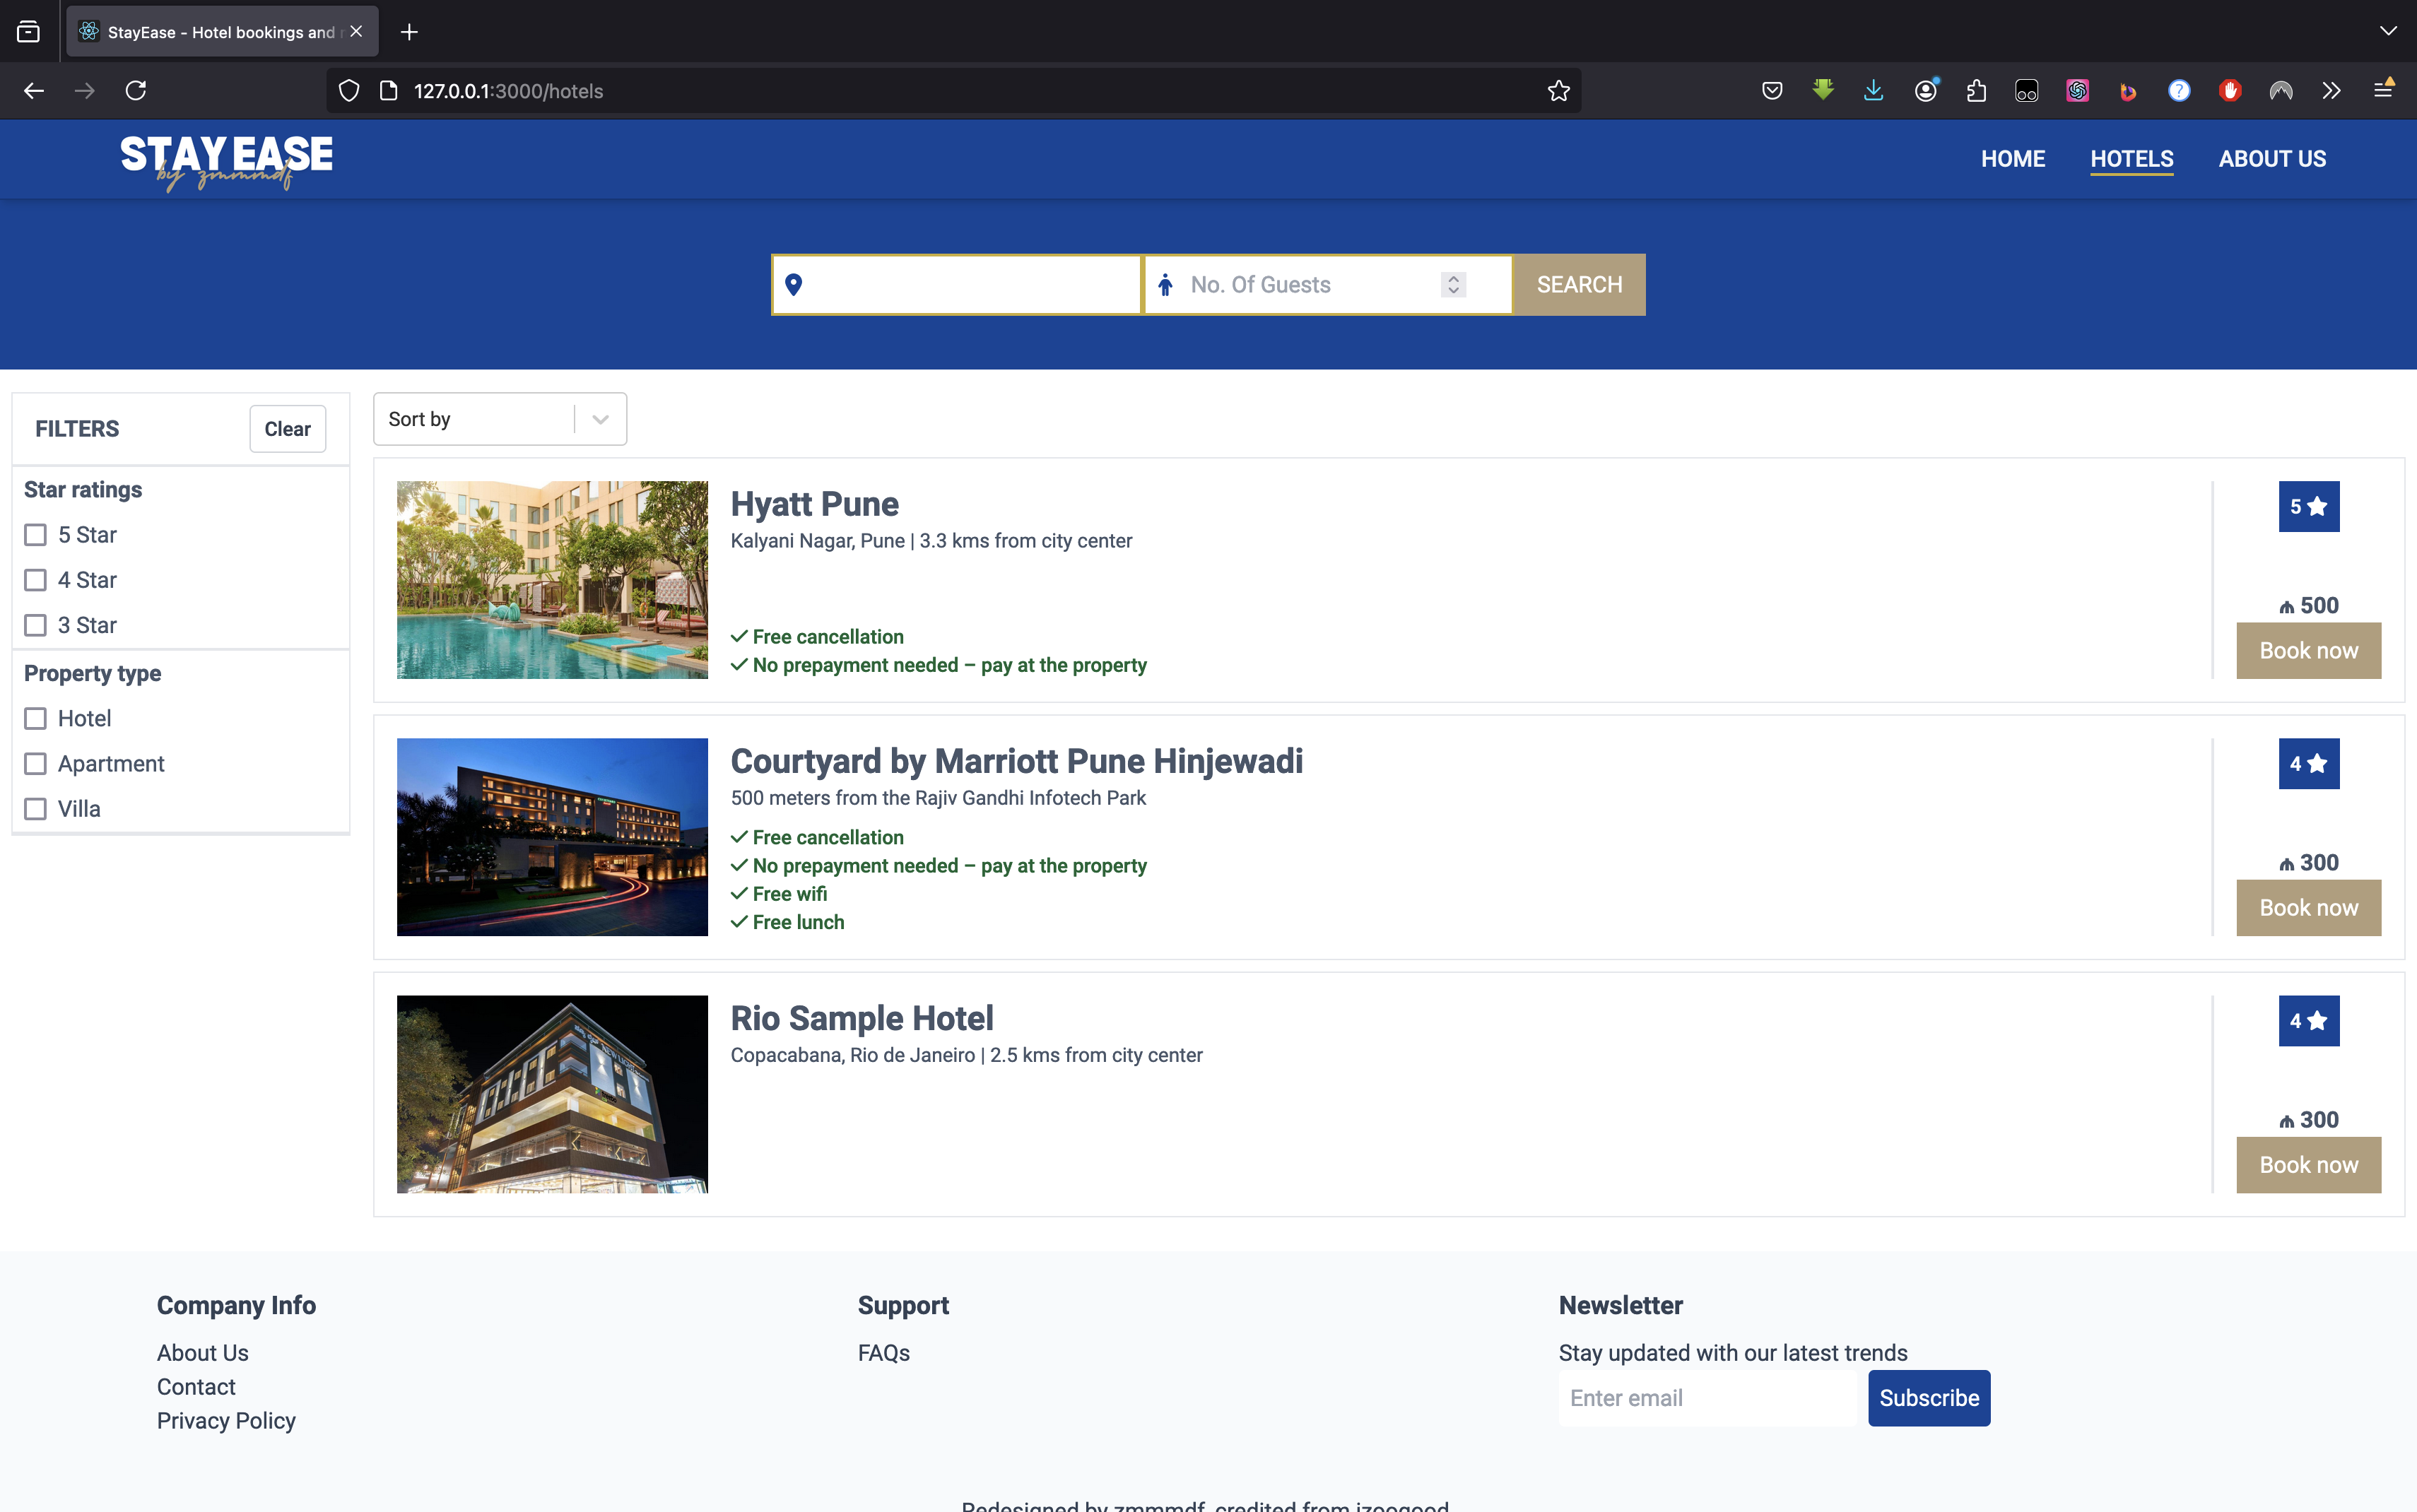 StayEase - Hotel bookings and
127.0.0.1:3000/hotels
STAY EASE
by zmmmdf
HOME
HOTELS
ABOUT US
No. Of Guests
SEARCH
FILTERS
Clear
Star ratings
5 Star
4 Star
3 Star
Property type
Hotel
Apartment
Villa
Sort by
Hyatt Pune
Kalyani Nagar, Pune | 3.3 kms from city center
Free cancellation
No prepayment needed – pay at the property
5
₼ 500
Book now
Courtyard by Marriott Pune Hinjewadi
500 meters from the Rajiv Gandhi Infotech Park
Free cancellation
No prepayment needed – pay at the property
Free wifi
Free lunch
4
₼ 300
Book now
Rio Sample Hotel
Copacabana, Rio de Janeiro | 2.5 kms from city center
4
₼ 300
Book now
Company Info
About Us
Contact
Privacy Policy
Support
FAQs
Newsletter
Stay updated with our latest trends
Enter email
Subscribe
Redesigned by zmmmdf, credited from izoogood